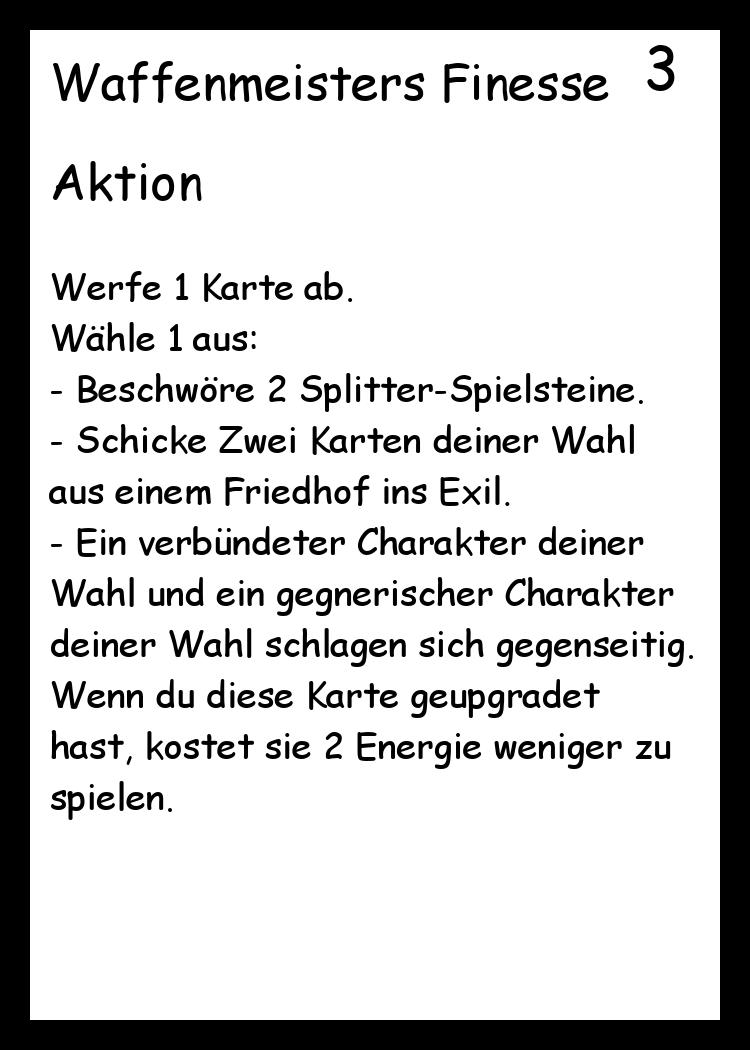 Waffenmeisters Finesse 3
Aktion
Werfe 1 Karte ab.
Wähle 1 aus:
- Beschwöre 2 Splitter-Spielsteine.
- Schicke Zwei Karten deiner Wahl
aus einem Friedhof ins Exil.
- Ein verbündeter Charakter deiner
Wahl und ein gegnerischer Charakter
deiner Wahl schlagen sich gegenseitig.
Wenn du diese Karte geupgradet
hast, kostet sie 2 Energie weniger zu
spielen.